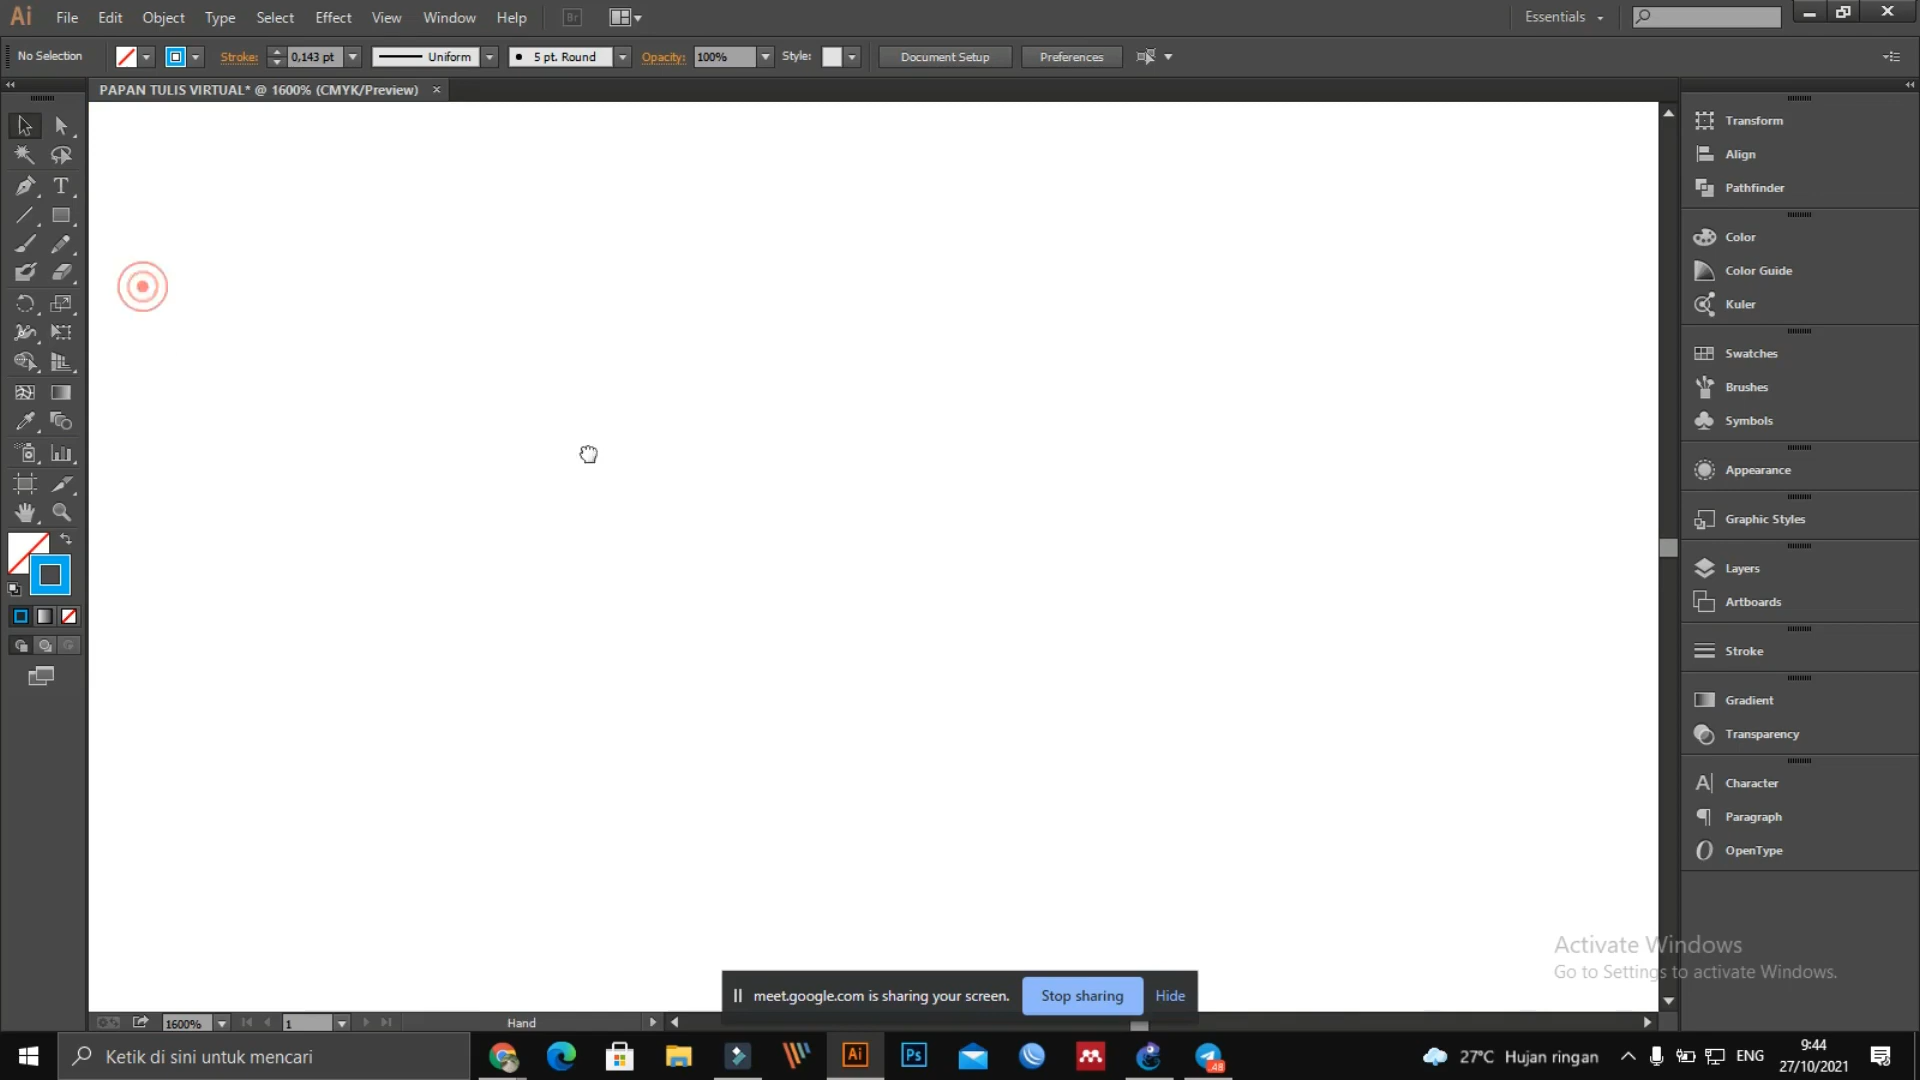 Ai File Edit Object Type Select Effect View Window Help Br Essentials
No Selection Stroke: 0,143 pt Uniform 5 pt. Round Opacity: 100% Style: Document Setup Preferences
PAPAN TULIS VIRTUAL* @ 1600% (CMYK/Preview) ×
T
Transform
Align
Pathfinder
Color
Color Guide
Kuler
Swatches
Brushes
Symbols
Appearance
Graphic Styles
Layers
Artboards
Stroke
Gradient
Transparency
A Character
Paragraph
O OpenType
Activate Windows
Go to Settings to activate Windows.
meet.google.com is sharing your screen. Stop sharing Hide
1600% 1 Hand
Ketik di sini untuk mencari Ai Ps 48 27°C Hujan ringan ENG 9:44
27/10/2021